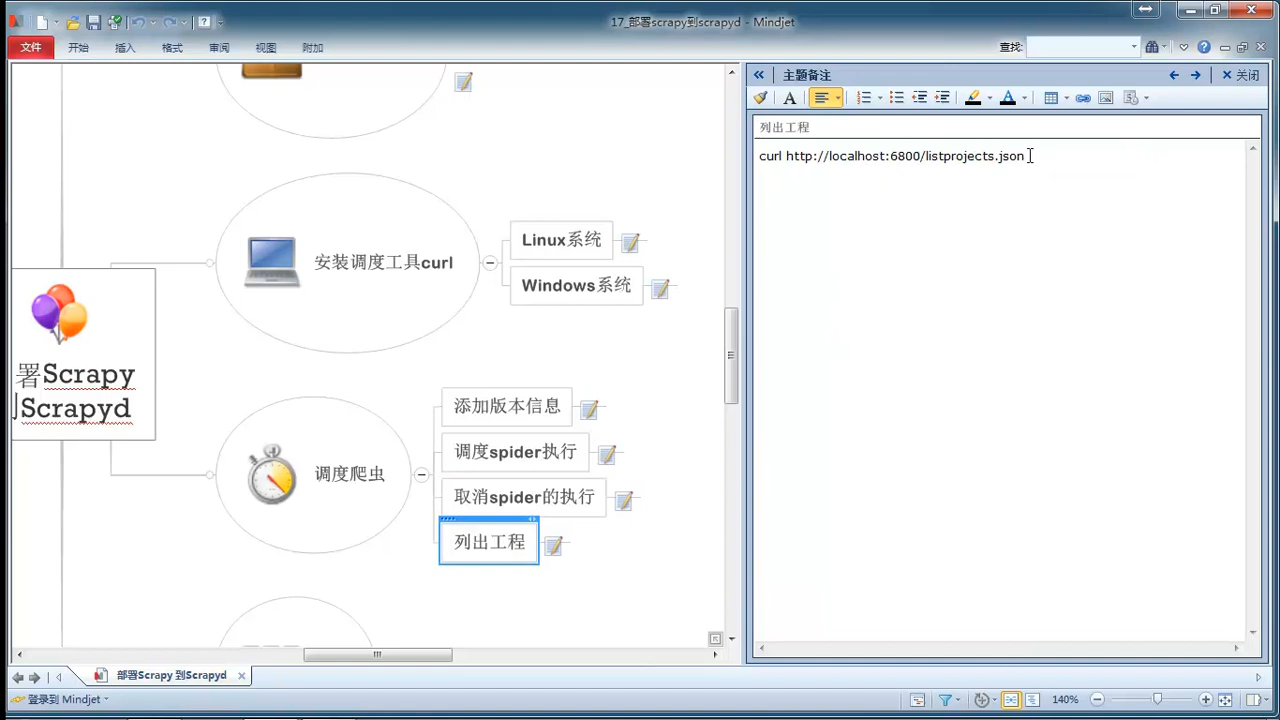 17_部署scrapy到scrapyd - Mindjet
文件 开始 插入 格式 审阅 视图 附加 查找:
主题备注 关闭
列出工程
curl http://localhost:6800/listprojects.json
安装调度工具curl
Linux系统
Windows系统
署Scrapy
Scrapyd
调度爬虫
添加版本信息
调度spider执行
取消spider的执行
列出工程
部署Scrapy 到Scrapyd
登录到 Mindjet 140%